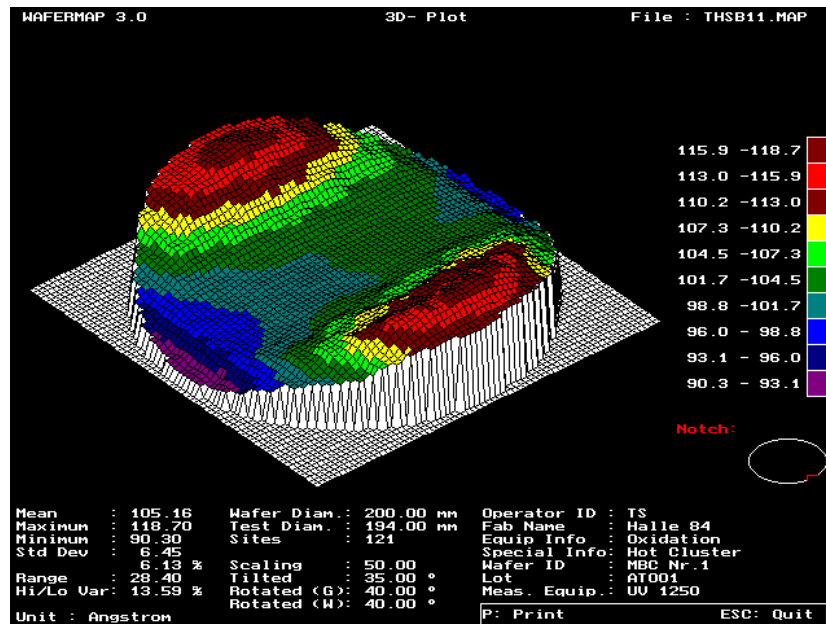 WAFERMAP 3.0 3D- Plot File : THSB11.MAP
115.9 -118.7
113.0 -115.9
110.2 -113.0
107.3 -110.2
104.5 -107.3
101.7 -104.5
98.8 -101.7
96.0 - 98.8
93.1 - 96.0
90.3 - 93.1
Notch:
Mean : 105.16 Wafer Diam.: 200.00 mm Operator ID : TS
Maximum : 118.70 Test Diam. : 194.00 mm Fab Name : Halle 84
Minimum : 90.30 Sites : 121 Equip Info : Oxidation
Std Dev : 6.45 Special Info: Hot Cluster
6.13 % Scaling : 50.00 Wafer ID : MBC Nr.1
Range : 28.40 Tilted : 35.00 ° Lot : AT001
Hi/Lo Var: 13.59 % Rotated (G): 40.00 ° Meas. Equip.: UV 1250
Rotated (W): 40.00 °
Unit : Angstrom P: Print ESC: Quit